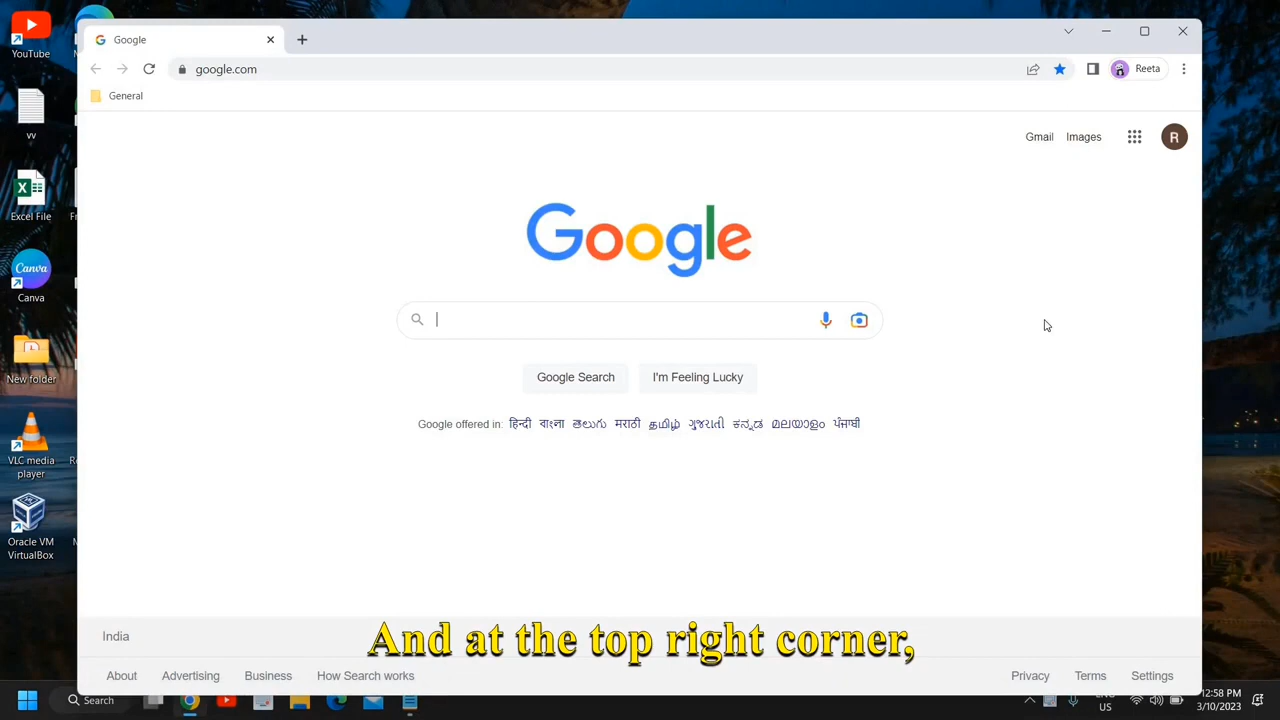 YouTube
Google
google.com
Reeta
General
vv
Gmail
Images
R
Excel File
Google
Canva
Canva
Google Search
I'm Feeling Lucky
Google offered in: हिन्दी বাংলা తెలుగు मराठी தமிழ் ગુજરાતી ಕನ್ನಡ മലയാളം ਪੰਜਾਬੀ
New folder
VLC media
player
Oracle VM
VirtualBox
India
And at the top right corner,
About
Advertising
Business
How Search works
Privacy
Terms
Settings
Search
ENG
US
12:58 PM
3/10/2023